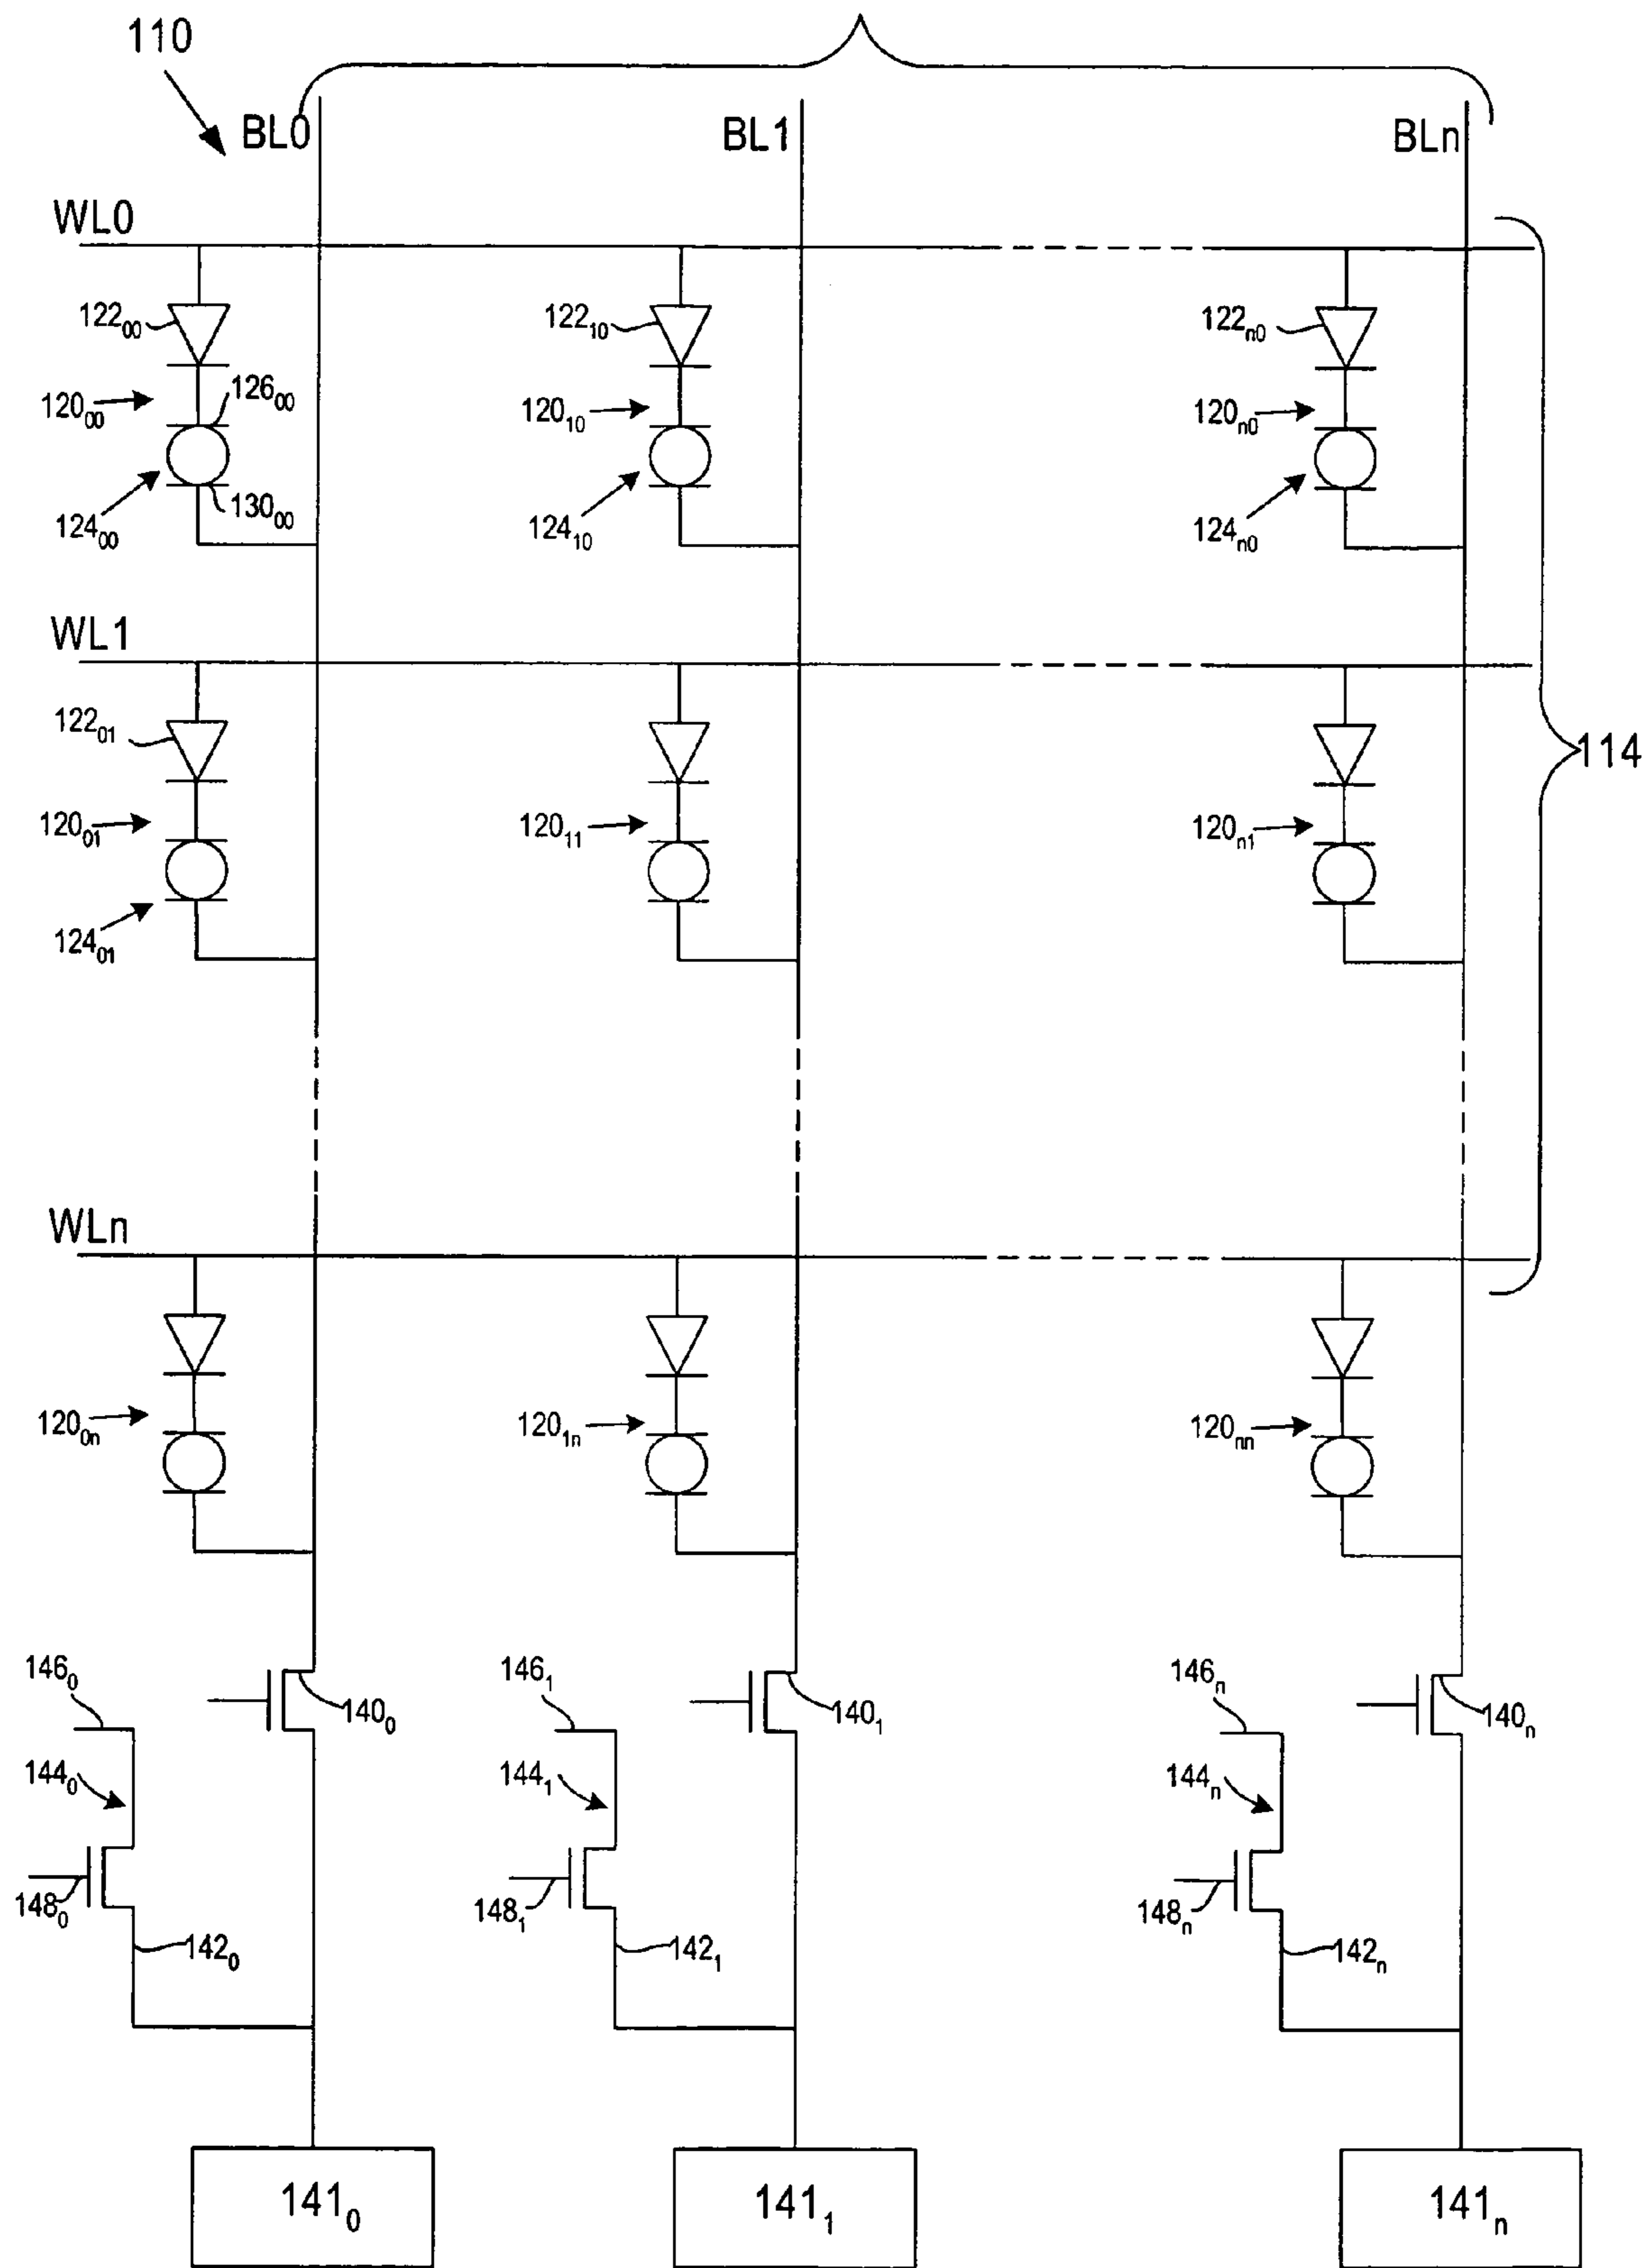 110
BL0 BL1 BLn
WL0
122₀₀ 122₁₀ 122ₙ₀
120₀₀ 126₀₀ 120₁₀ 120ₙ₀
124₀₀ 130₀₀ 124₁₀ 124ₙ₀
WL1
122₀₁
114
120₀₁ 120₁₁ 120ₙ₁
124₀₁
WLn
120₀ₙ 120₁ₙ 120ₙₙ
146₀ 140₀ 146₁ 140₁ 146ₙ 140ₙ
144₀ 144₁ 144ₙ
148₀ 148₁ 148ₙ
142₀ 142₁ 142ₙ
141₀ 141₁ 141ₙ